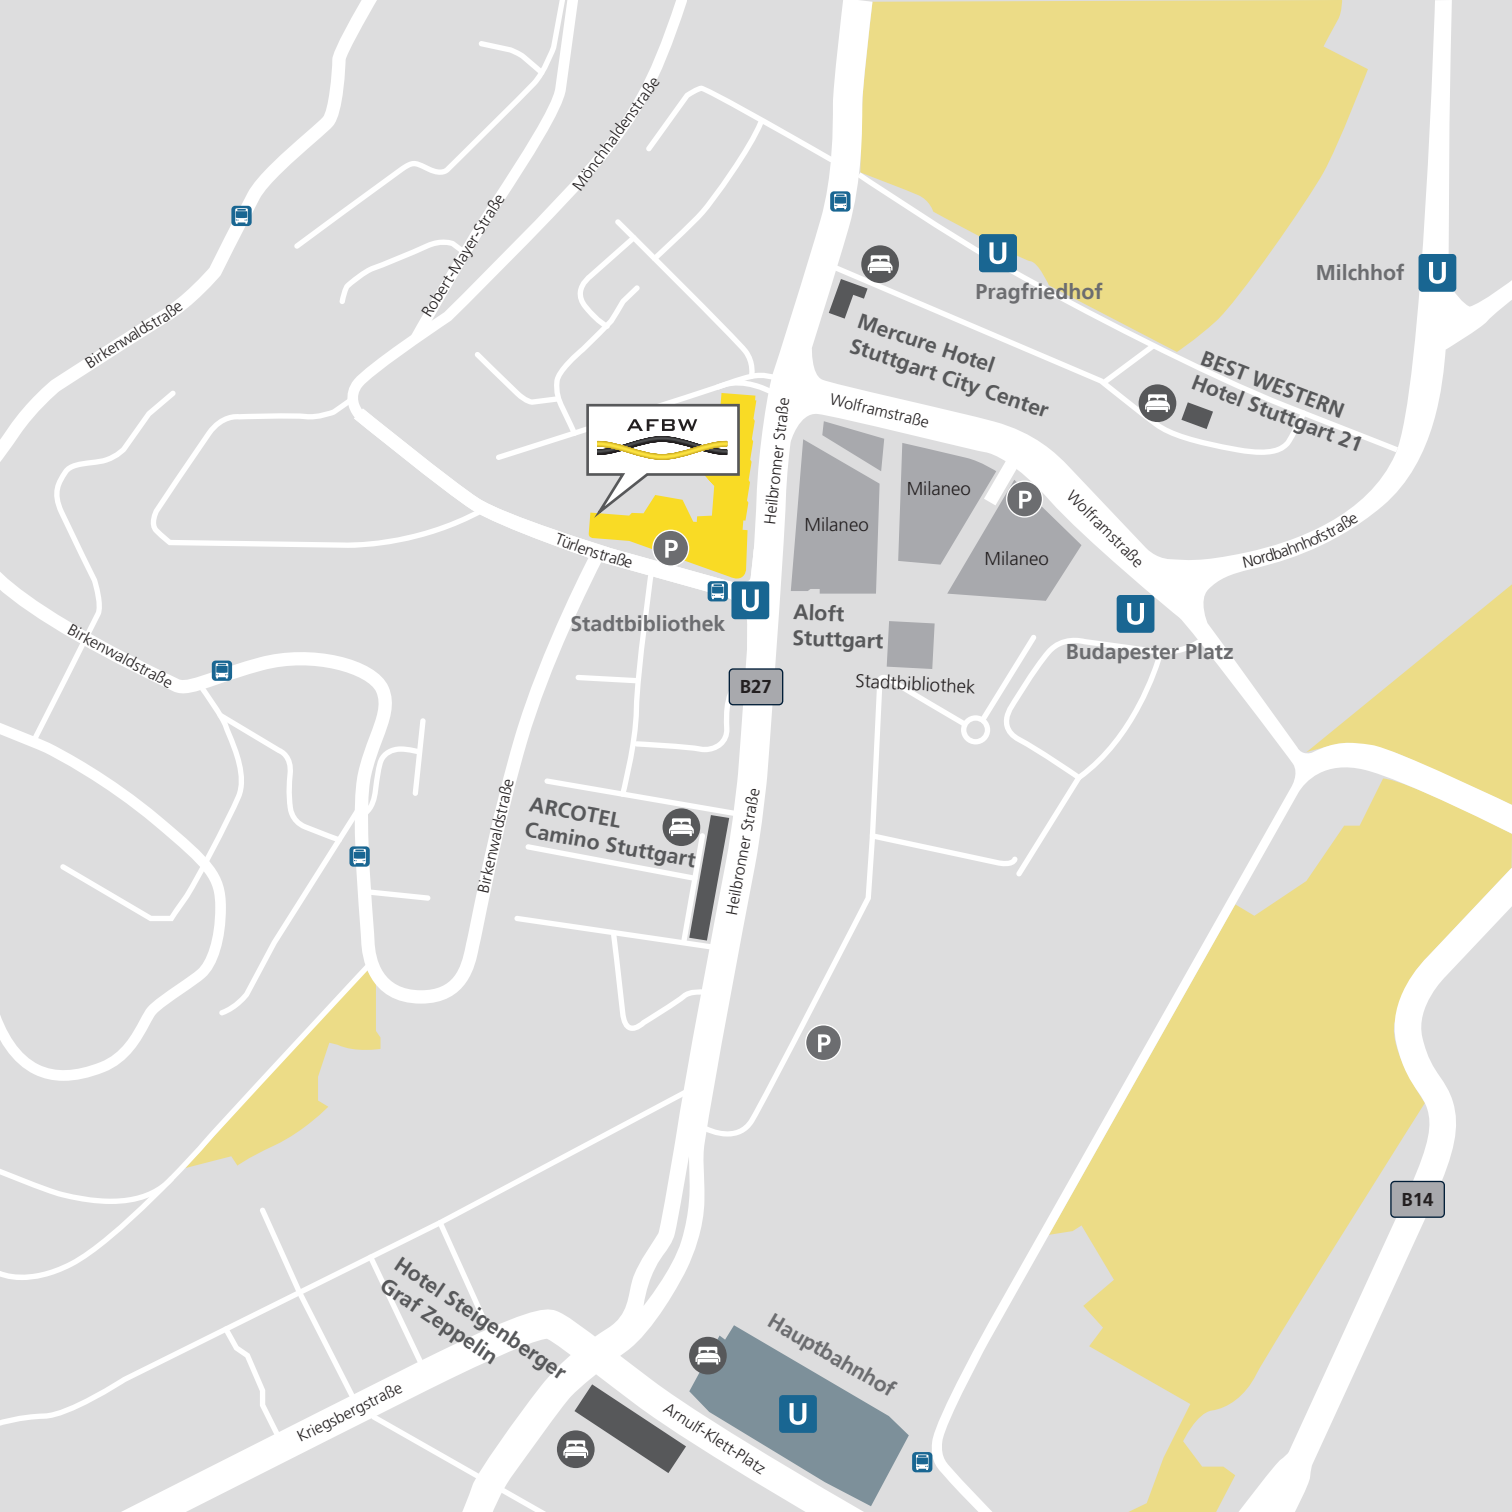 Mönchhaldenstraße
Robert-Mayer-Straße
Birkenwaldstraße
U
Pragfriedhof
Milchhof
U
Mercure Hotel
Stuttgart City Center
BEST WESTERN
Hotel Stuttgart 21
Wolframstraße
AFBW
Heilbronner Straße
Milaneo
Milaneo
Milaneo
P
Wolframstraße
Nordbahnhofstraße
Türlenstraße
P
U
Stadtbibliothek
Aloft
Stuttgart
U
Budapester Platz
Birkenwaldstraße
B27
Stadtbibliothek
ARCOTEL
Camino Stuttgart
Birkenwaldstraße
Heilbronner Straße
P
B14
Hotel Steigenberger
Graf Zeppelin
Hauptbahnhof
U
Kriegsbergstraße
Arnulf-Klett-Platz